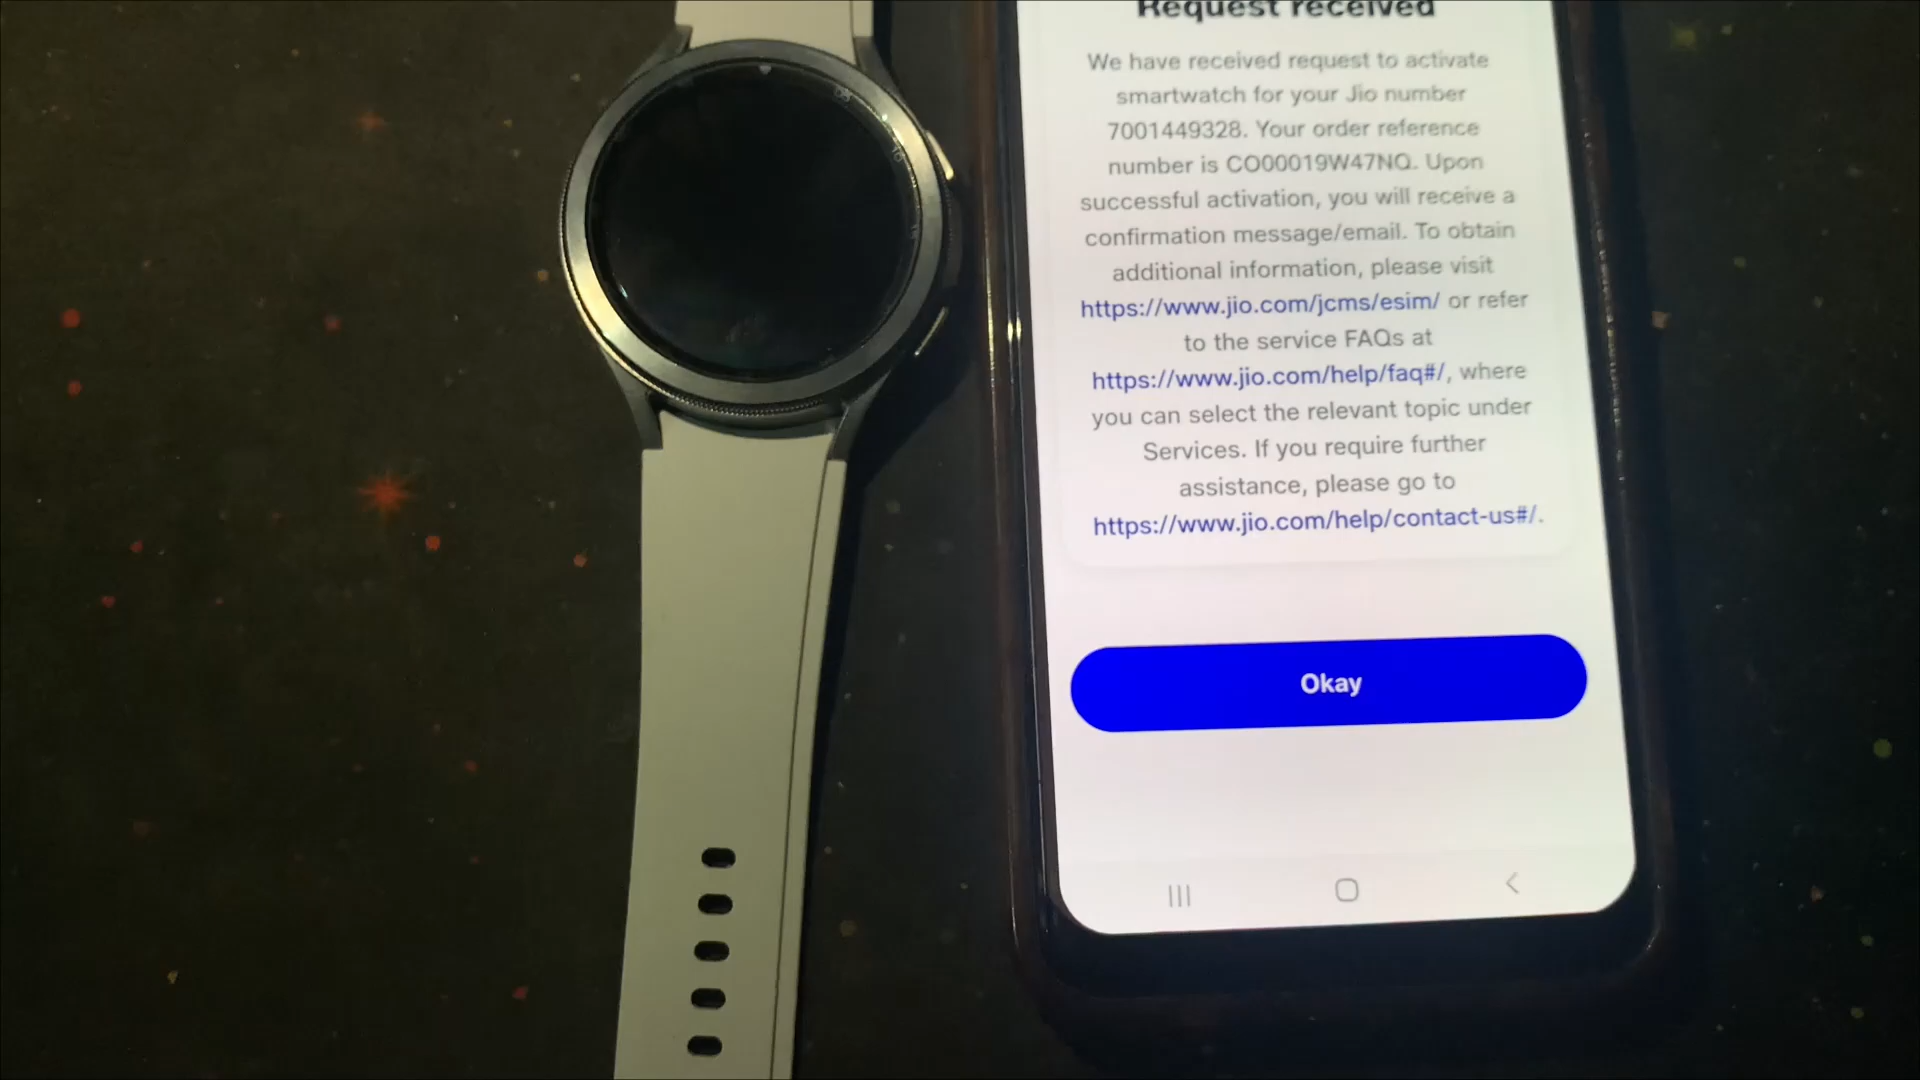 Request received
We have received request to activate
smartwatch for your Jio number
7001449328. Your order reference
number is CO00019W47NQ. Upon
successful activation, you will receive a
confirmation message/email. To obtain
additional information, please visit
https://www.jio.com/jcms/esim/ or refer
to the service FAQs at
https://www.jio.com/help/faq#/, where
you can select the relevant topic under
Services. If you require further
assistance, please go to
https://www.jio.com/help/contact-us#/.
Okay